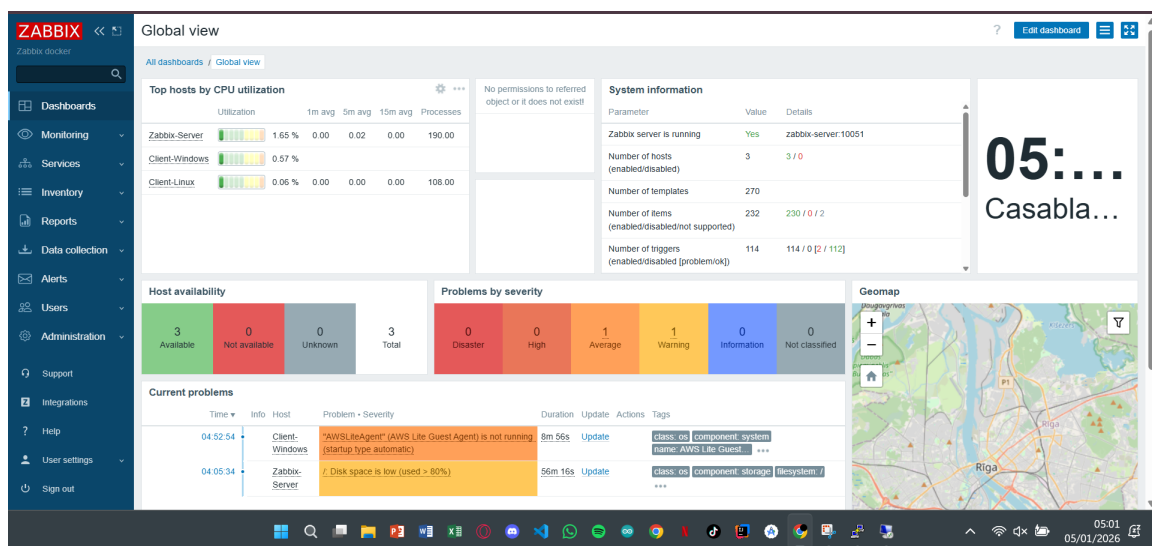 ZABBIX
Zabbix docker
Dashboards
Monitoring
Services
Inventory
Reports
Data collection
Alerts
Users
Administration
Support
Integrations
Help
User settings
Sign out
Global view
? Edit dashboard
All dashboards / Global view
Top hosts by CPU utilization
Utilization 1m avg 5m avg 15m avg Processes
Zabbix-Server 1.65 % 0.00 0.02 0.00 190.00
Client-Windows 0.57 %
Client-Linux 0.06 % 0.00 0.00 0.00 108.00
No permissions to referred
object or it does not exist!
System information
Parameter Value Details
Zabbix server is running Yes zabbix-server:10051
Number of hosts
(enabled/disabled) 3 3 / 0
Number of templates 270
Number of items
(enabled/disabled/not supported) 232 230 / 0 / 2
Number of triggers
(enabled/disabled [problem/ok]) 114 114 / 0 [2 / 112]
05:...
Casabla...
Host availability
3 Available
0 Not available
0 Unknown
3 Total
Problems by severity
0 Disaster
0 High
1 Average
1 Warning
0 Information
0 Not classified
Geomap
+
−
Daugavgrīvas
P1
Rīga
Rīga
Current problems
Time ▾ Info Host Problem • Severity Duration Update Actions Tags
04:52:54 Client-Windows "AWSLiteAgent" (AWS Lite Guest Agent) is not running (startup type automatic) 8m 56s Update class: os component: system name: AWS Lite Guest... •••
04:05:34 Zabbix-Server /: Disk space is low (used > 80%) 56m 16s Update class: os component: storage filesystem: / •••
05:01
05/01/2026